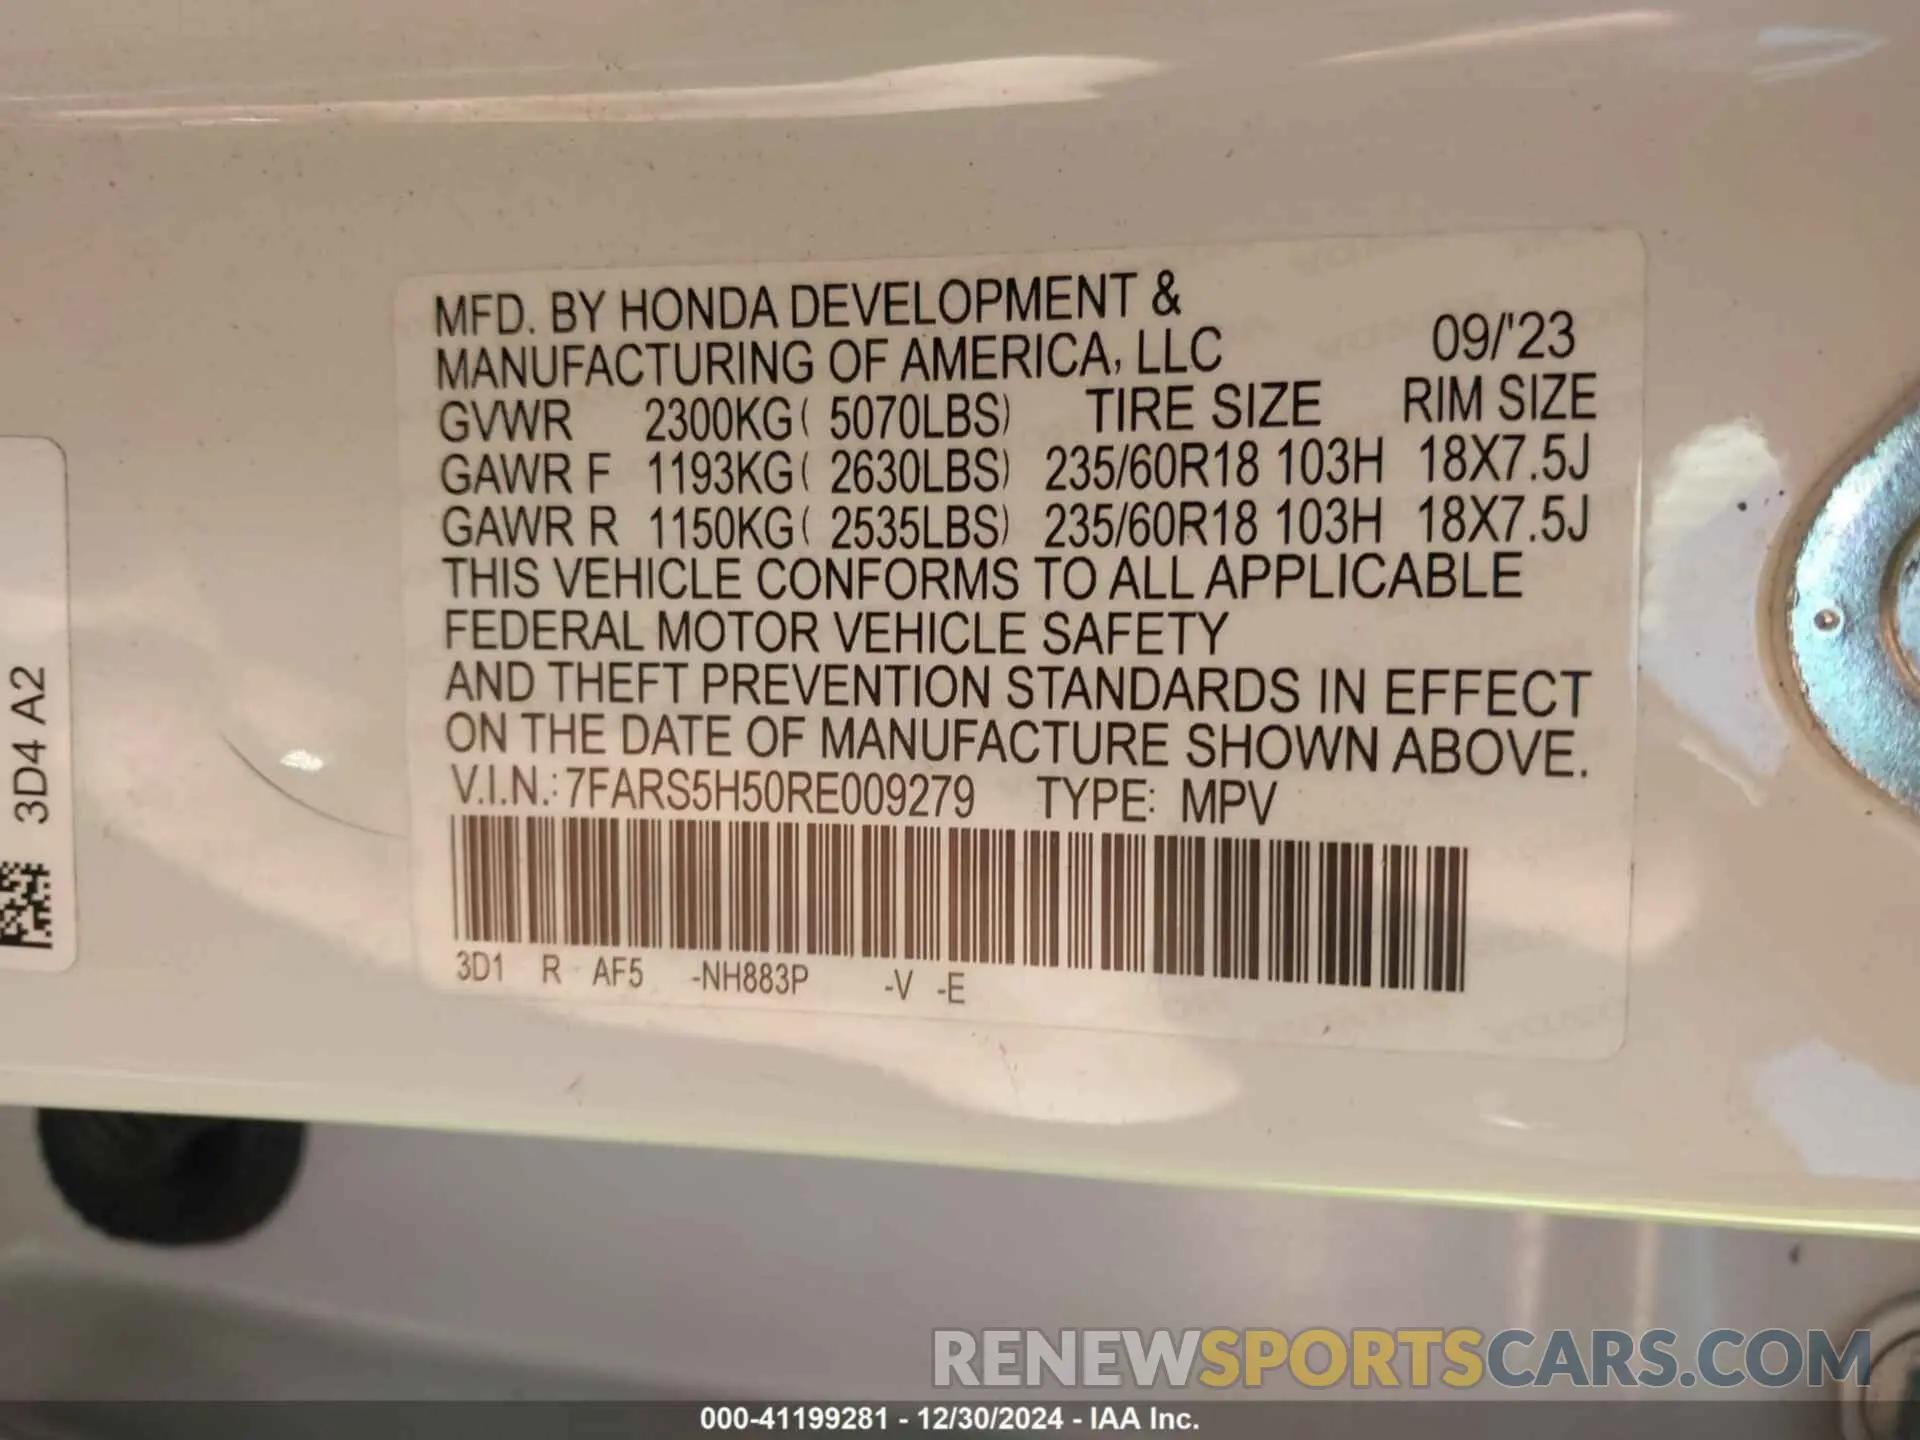 MFD. BY HONDA DEVELOPMENT &
MANUFACTURING OF AMERICA, LLC 09/'23
GVWR 2300KG( 5070LBS) TIRE SIZE RIM SIZE
GAWR F 1193KG( 2630LBS) 235/60R18 103H 18X7.5J
GAWR R 1150KG( 2535LBS) 235/60R18 103H 18X7.5J
THIS VEHICLE CONFORMS TO ALL APPLICABLE
FEDERAL MOTOR VEHICLE SAFETY
AND THEFT PREVENTION STANDARDS IN EFFECT
ON THE DATE OF MANUFACTURE SHOWN ABOVE.
V.I.N.: 7FARS5H50RE009279 TYPE: MPV
3D1 R AF5 -NH883P -V -E
3D4 A2
RENEWSPORTSCARS.COM
000-41199281 - 12/30/2024 - IAA Inc.